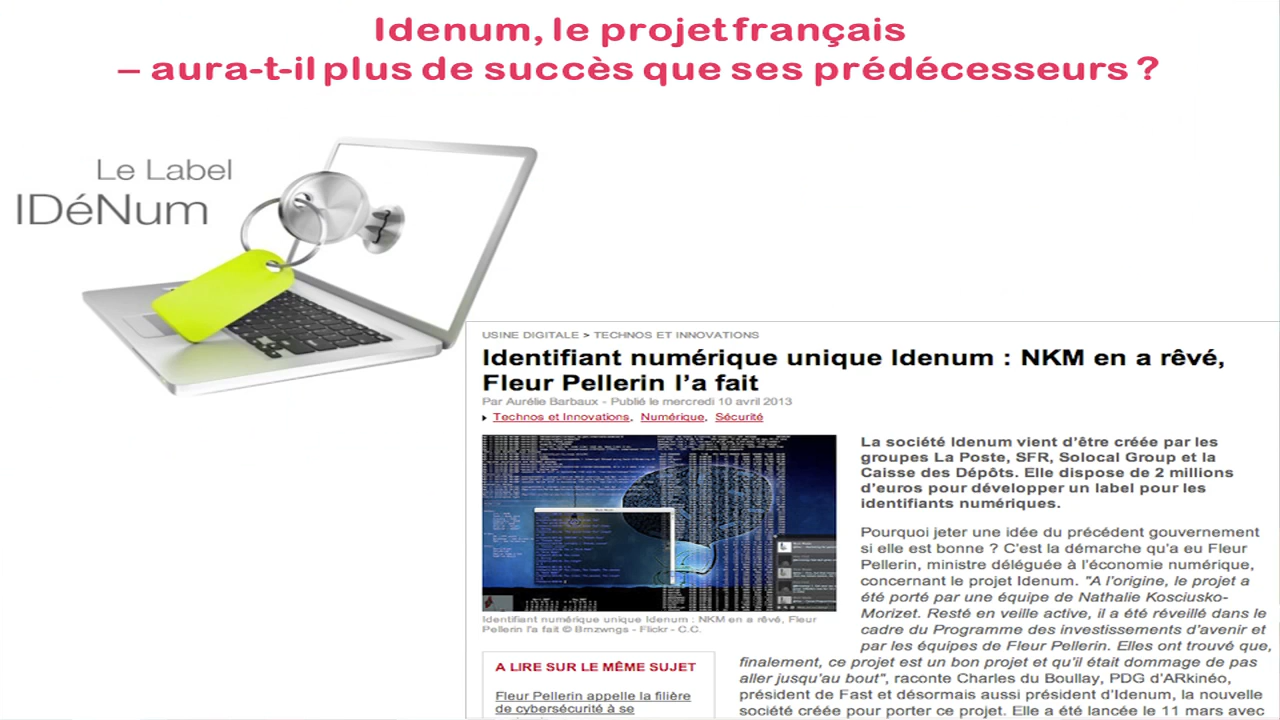 Idenum, le projet français
– aura-t-il plus de succès que ses prédécesseurs ?
Le Label
IDéNum
USINE DIGITALE > TECHNOS ET INNOVATIONS
Identifiant numérique unique Idenum : NKM en a rêvé,
Fleur Pellerin l'a fait
Par Aurélie Barbaux - Publié le mercredi 10 avril 2013
Technos et Innovations, Numérique, Sécurité
La société Idenum vient d'être créée par les
groupes La Poste, SFR, Solocal Group et la
Caisse des Dépôts. Elle dispose de 2 millions
d'euros pour développer un label pour les
identifiants numériques.
Pourquoi jeter une idée du précédent gouvernement
si elle est bonne ? C'est la démarche qu'a eu Fleur
Pellerin, ministre déléguée à l'économie numérique,
concernant le projet Idenum. "A l'origine, le projet a
été porté par une équipe de Nathalie Kosciusko-
Morizet. Resté en veille active, il a été réveillé dans le
cadre du Programme des investissements d'avenir et
par les équipes de Fleur Pellerin. Elles ont trouvé que,
finalement, ce projet est un bon projet et qu'il était dommage de pas
aller jusqu'au bout", raconte Charles du Boullay, PDG d'ARkinéo,
président de Fast et désormais aussi président d'Idenum, la nouvelle
société créée pour porter ce projet. Elle a été lancée le 11 mars avec
Identifiant numérique unique Idenum : NKM en a rêvé, Fleur
Pellerin l'a fait © Bmzwngs - Flickr - C.C.
A LIRE SUR LE MÊME SUJET
Fleur Pellerin appelle la filière
de cybersécurité à se